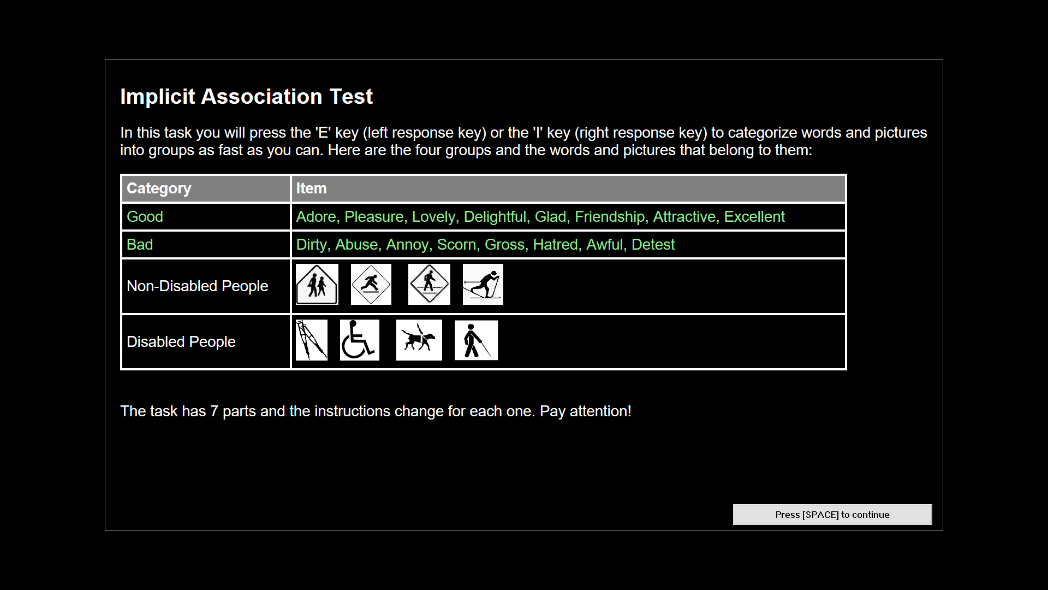 Implicit Association Test
In this task you will press the 'E' key (left response key) or the 'I' key (right response key) to categorize words and pictures
into groups as fast as you can. Here are the four groups and the words and pictures that belong to them:
Category Item
Good Adore, Pleasure, Lovely, Delightful, Glad, Friendship, Attractive, Excellent
Bad Dirty, Abuse, Annoy, Scorn, Gross, Hatred, Awful, Detest
Non-Disabled People
Disabled People
The task has 7 parts and the instructions change for each one. Pay attention!
Press [SPACE] to continue